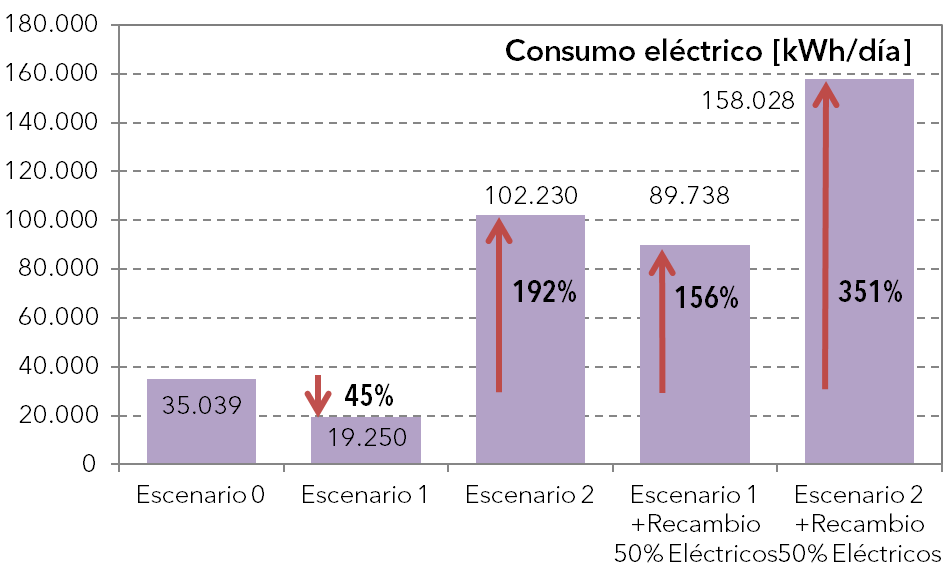 180.000
160.000
140.000
120.000
100.000
80.000
60.000
40.000
20.000
0
Consumo eléctrico [kWh/día]
35.039
45%
19.250
102.230
192%
89.738
156%
158.028
351%
Escenario 0
Escenario 1
Escenario 2
Escenario 1
+Recambio
50% Eléctricos
Escenario 2
+Recambio
50% Eléctricos